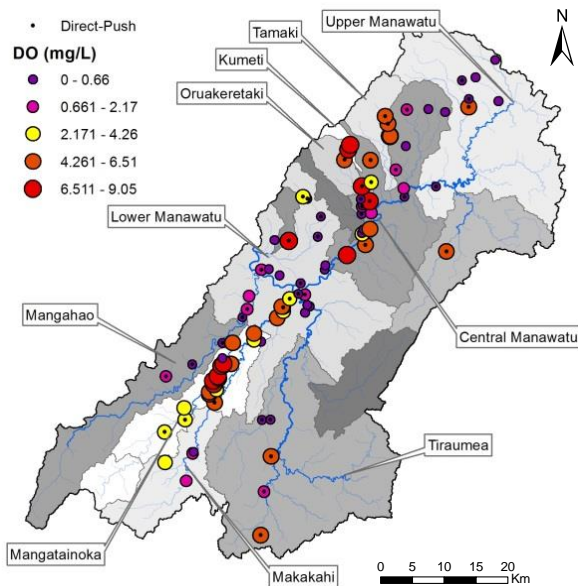 Direct-Push
DO (mg/L)
0 - 0.66
0.661 - 2.17
2.171 - 4.26
4.261 - 6.51
6.511 - 9.05
N
Upper Manawatu
Tamaki
Kumeti
Oruakeretaki
Lower Manawatu
Mangahao
Central Manawatu
Tiraumea
Mangatainoka
Makakahi
0 5 10 15 20
Km